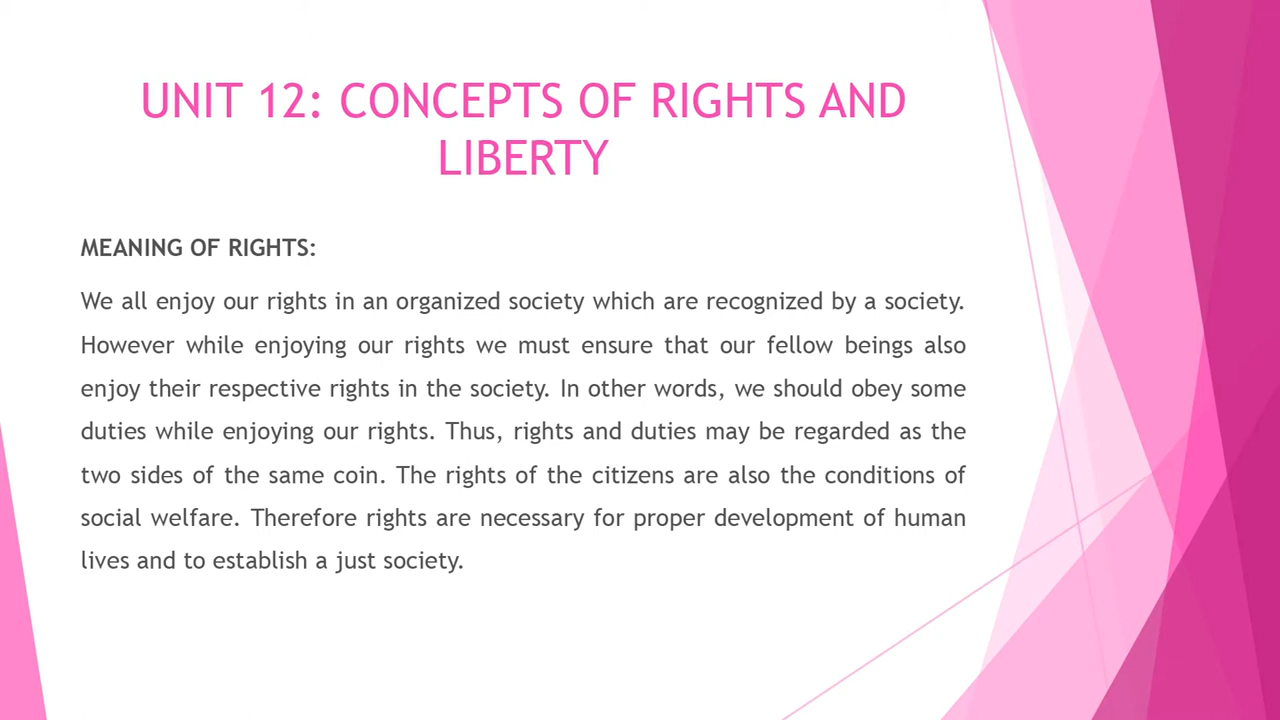 UNIT 12: CONCEPTS OF RIGHTS AND
LIBERTY
MEANING OF RIGHTS:
We all enjoy our rights in an organized society which are recognized by a society.
However while enjoying our rights we must ensure that our fellow beings also
enjoy their respective rights in the society. In other words, we should obey some
duties while enjoying our rights. Thus, rights and duties may be regarded as the
two sides of the same coin. The rights of the citizens are also the conditions of
social welfare. Therefore rights are necessary for proper development of human
lives and to establish a just society.